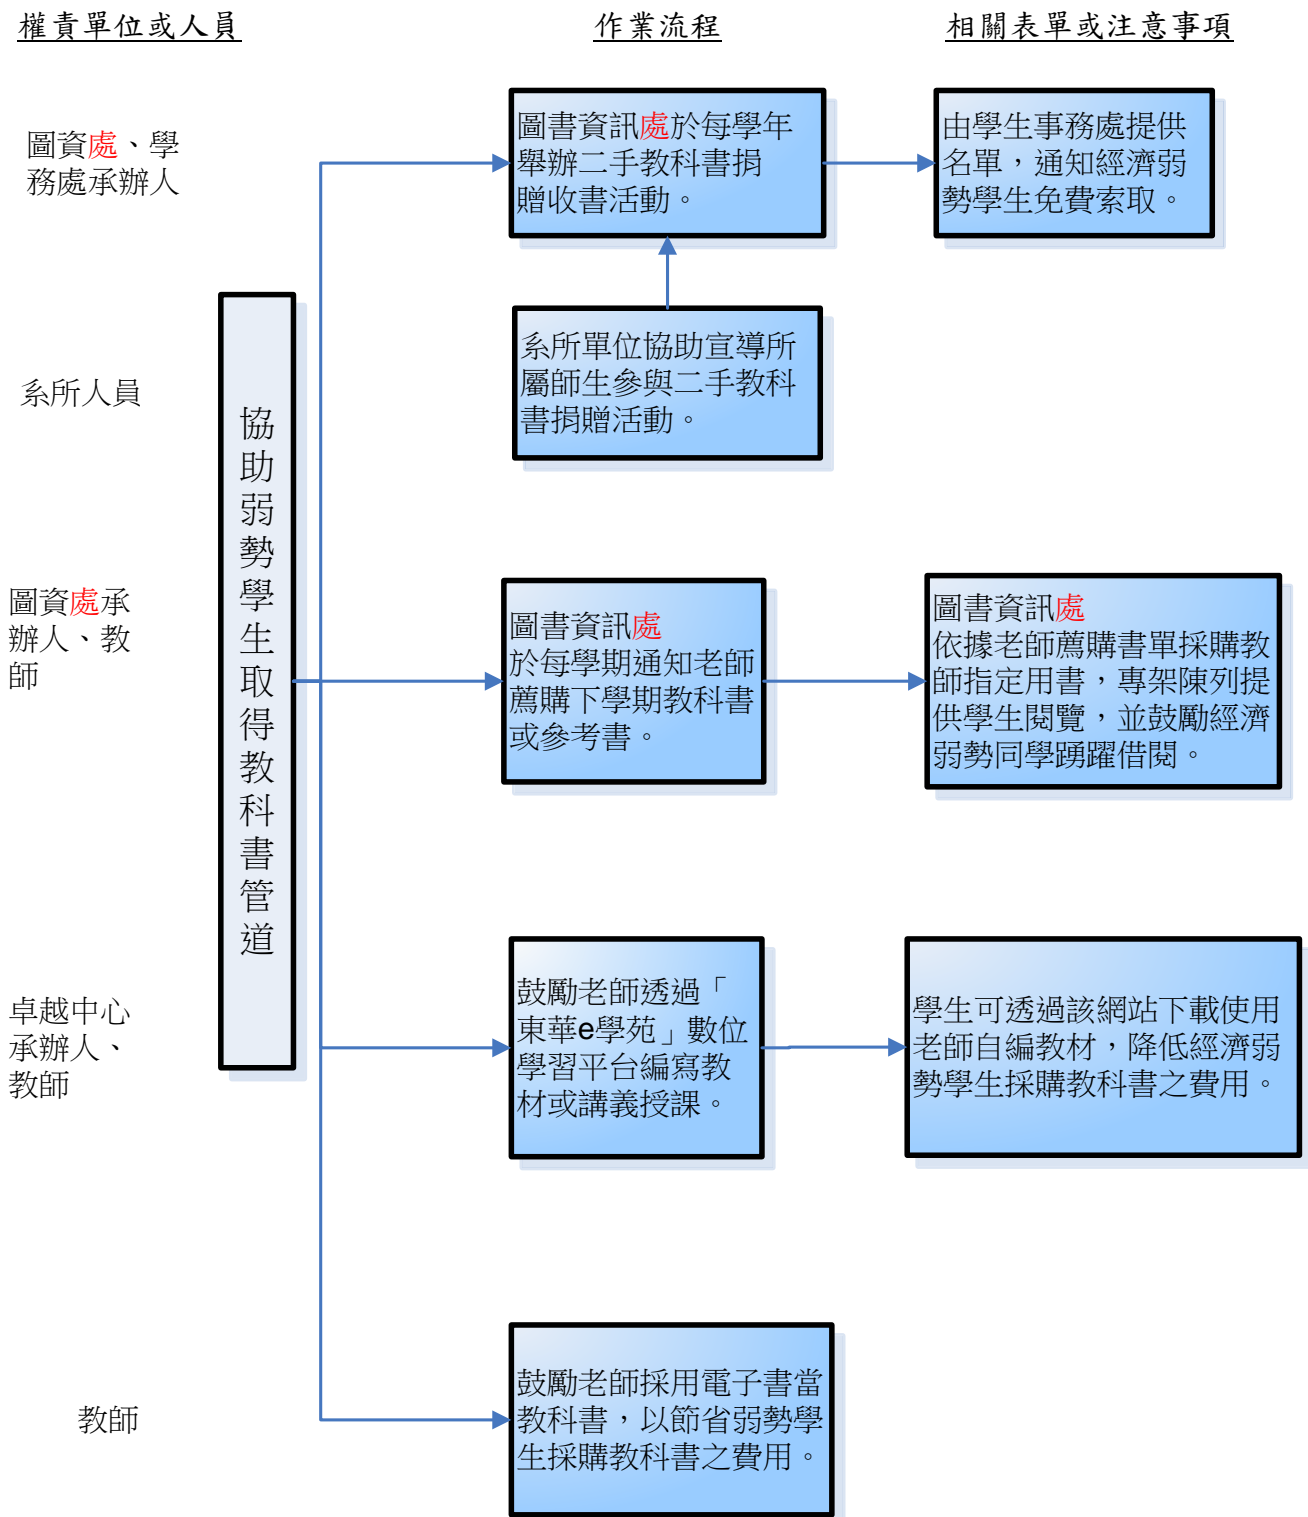 權責單位或人員
作業流程
相關表單或注意事項
圖資處、學
務處承辦人
圖書資訊處於每學年
舉辦二手教科書捐
贈收書活動。
由學生事務處提供
名單，通知經濟弱
勢學生免費索取。
系所人員
系所單位協助宣導所
屬師生參與二手教科
書捐贈活動。
協
助
弱
勢
學
生
取
得
教
科
書
管
道
圖資處承
辦人、教
師
圖書資訊處
於每學期通知老師
薦購下學期教科書
或參考書。
圖書資訊處
依據老師薦購書單採購教
師指定用書，專架陳列提
供學生閱覽，並鼓勵經濟
弱勢同學踴躍借閱。
卓越中心
承辦人、
教師
鼓勵老師透過「
東華e學苑」數位
學習平台編寫教
材或講義授課。
學生可透過該網站下載使用
老師自編教材，降低經濟弱
勢學生採購教科書之費用。
教師
鼓勵老師採用電子書當
教科書，以節省弱勢學
生採購教科書之費用。